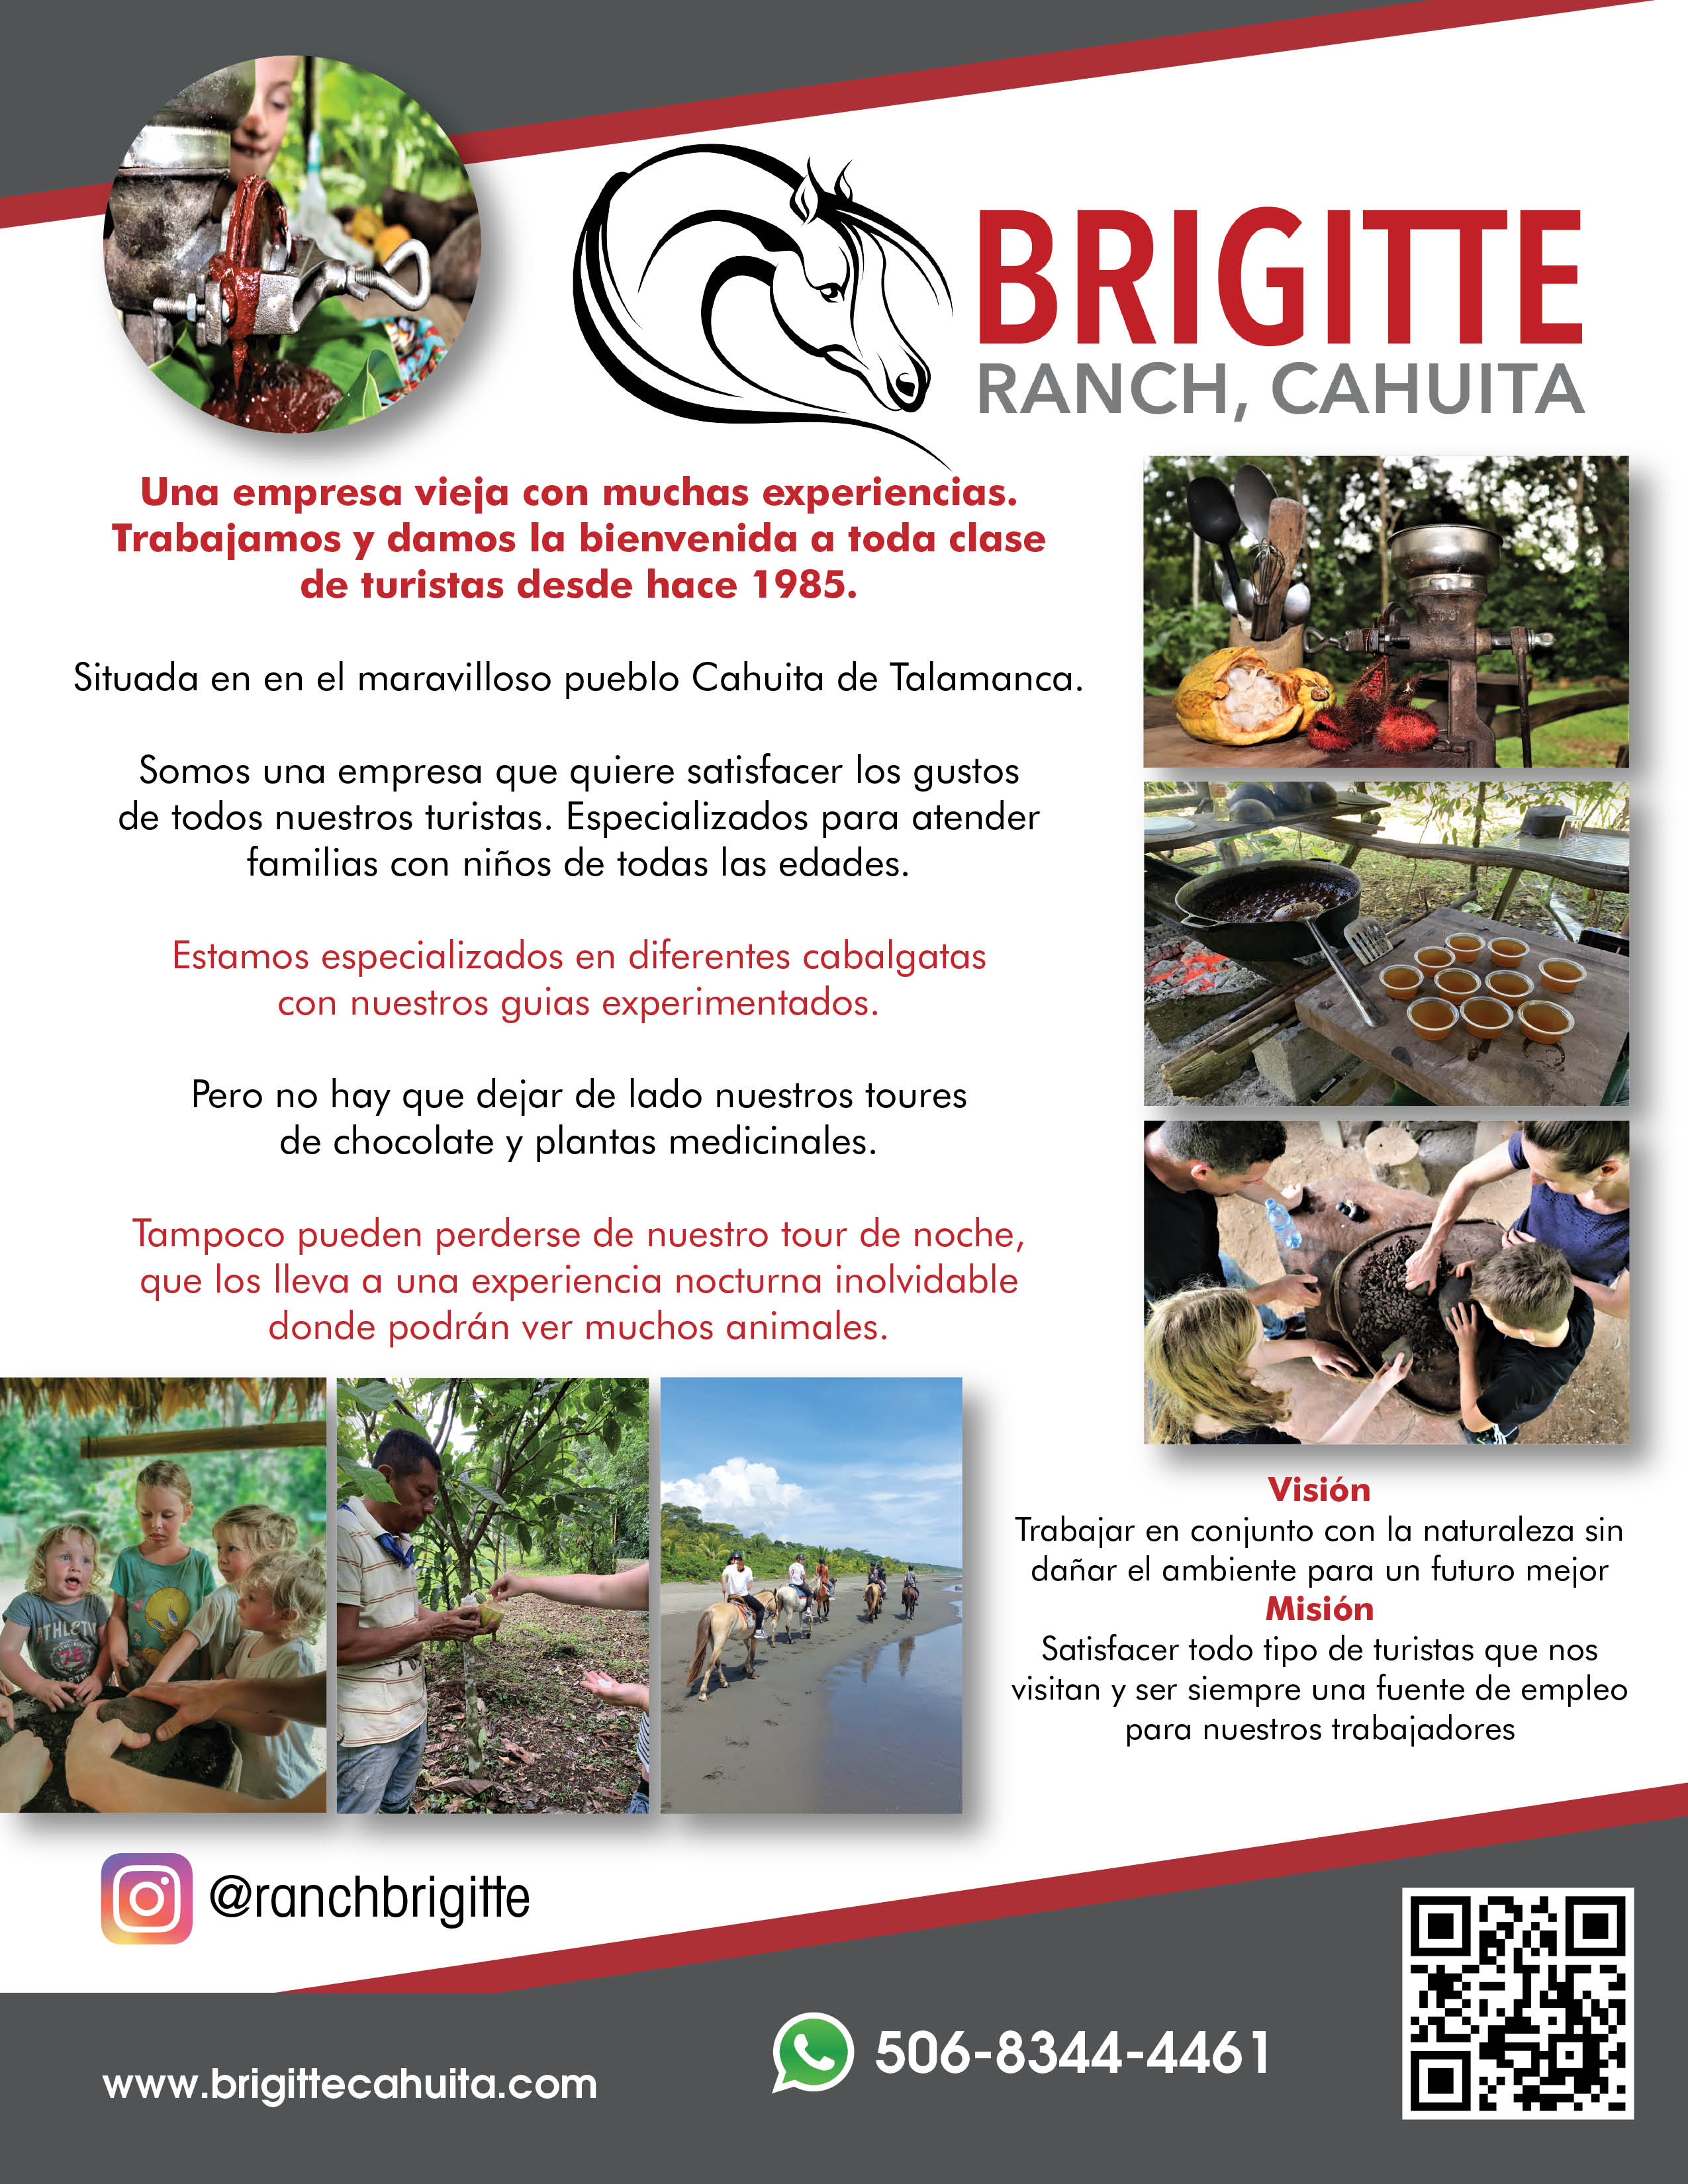 BRIGITTE
RANCH, CAHUITA
Una empresa vieja con muchas experiencias.
Trabajamos y damos la bienvenida a toda clase
de turistas desde hace 1985.
Situada en en el maravilloso pueblo Cahuita de Talamanca.
Somos una empresa que quiere satisfacer los gustos
de todos nuestros turistas. Especializados para atender
familias con niños de todas las edades.
Estamos especializados en diferentes cabalgatas
con nuestros guias experimentados.
Pero no hay que dejar de lado nuestros toures
de chocolate y plantas medicinales.
Tampoco pueden perderse de nuestro tour de noche,
que los lleva a una experiencia nocturna inolvidable
donde podrán ver muchos animales.
Visión
Trabajar en conjunto con la naturaleza sin
dañar el ambiente para un futuro mejor
Misión
Satisfacer todo tipo de turistas que nos
visitan y ser siempre una fuente de empleo
para nuestros trabajadores
@ranchbrigitte
506-8344-4461
www.brigittecahuita.com